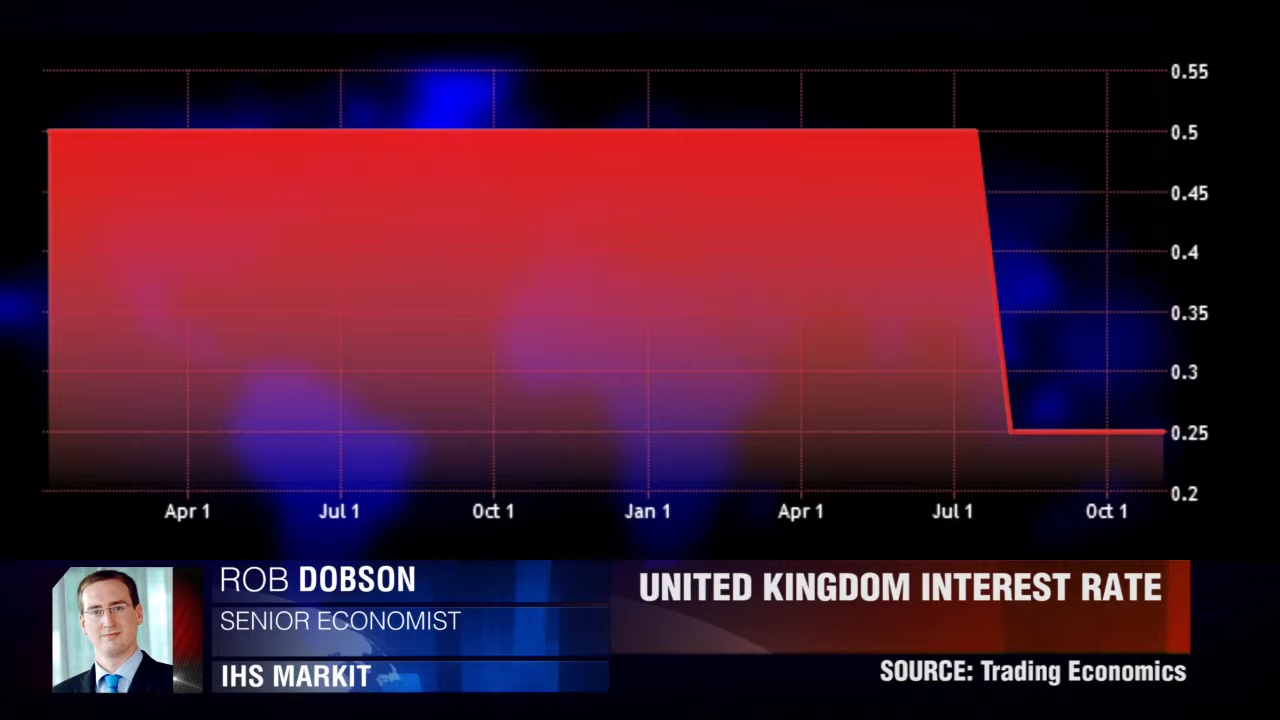 0.55
0.5
0.45
0.4
0.35
0.3
0.25
0.2
Apr 1 Jul 1 Oct 1 Jan 1 Apr 1 Jul 1 Oct 1
ROB DOBSON
SENIOR ECONOMIST
IHS MARKIT
UNITED KINGDOM INTEREST RATE
SOURCE: Trading Economics